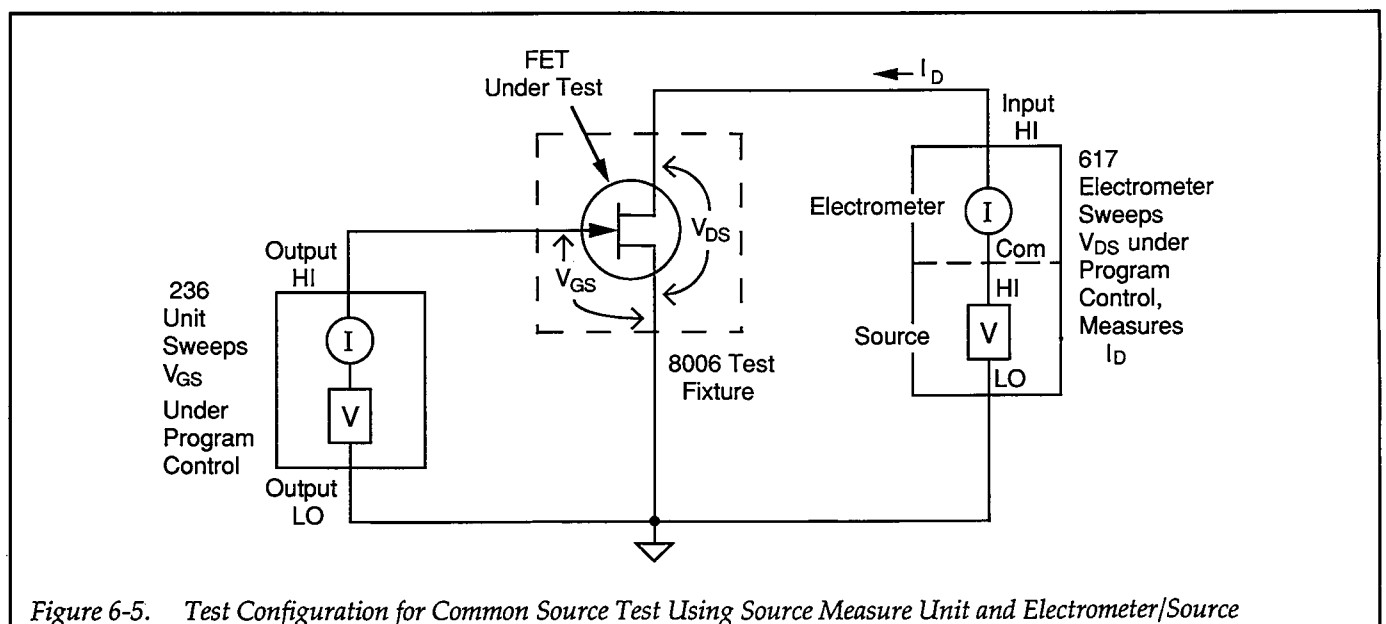 FET
Under Test
I_D
Input
HI
617
Electrometer
Sweeps
V_DS under
Program
Control,
Measures
I_D
Electrometer
I
Com
HI
Source
V
LO
V_DS
V_GS
Output
HI
236
Unit
Sweeps
V_GS
Under
Program
Control
I
V
Output
LO
8006 Test
Fixture
Figure 6-5. Test Configuration for Common Source Test Using Source Measure Unit and Electrometer/Source